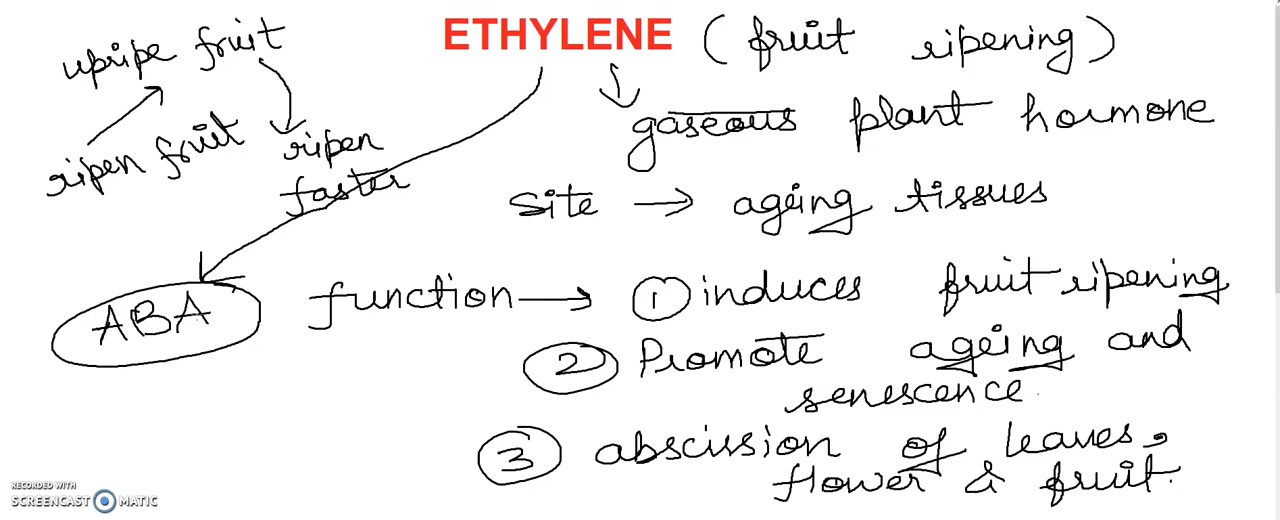 ETHYLENE (fruit ripening)
upripe fruit
ripen fruit
ripen
faster
gaseous plant hormone
Site → ageing tissues
ABA
function → ① induces fruit ripening
② Promote ageing and
senescence
③ abscission of leaves,
flower & fruit.
RECORDED WITH
SCREENCAST MATIC